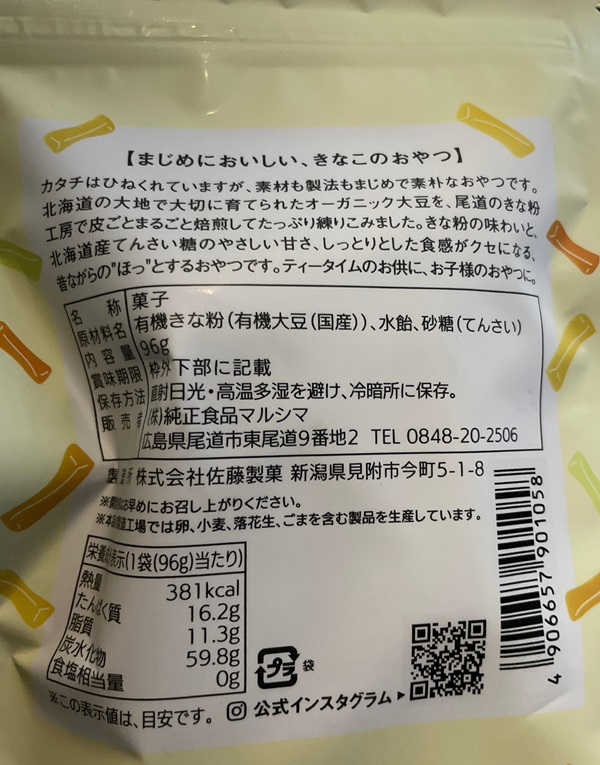 【まじめにおいしい、きなこのおやつ】
カタチはひねくれていますが、素材も製法もまじめで素朴なおやつです。
北海道の大地で大切に育てられたオーガニック大豆を、尾道のきな粉
工房で皮ごとまるごと焙煎してたっぷり練りこみました。きな粉の味わいと、
北海道産てんさい糖のやさしい甘さ、しっとりとした食感がクセになる、
昔ながらの"ほっ"とするおやつです。ティータイムのお供に、お子様のおやつに。
名称 菓子
原材料名 有機きな粉(有機大豆(国産))、水飴、砂糖(てんさい)
内容量 96g
賞味期限 枠外下部に記載
保存方法 直射日光・高温多湿を避け、冷暗所に保存。
販売者 (株)純正食品マルシマ
広島県尾道市東尾道9番地2 TEL 0848-20-2506
製造所 株式会社佐藤製菓 新潟県見附市今町5-1-8
※開封後はお早めにお召し上がりください。
※本品製造工場では卵、小麦、落花生、ごまを含む製品を生産しています。
栄養成分表示(1袋(96g)当たり)
熱量 381kcal
たんぱく質 16.2g
脂質 11.3g
炭水化物 59.8g
食塩相当量 0g
※この表示値は、目安です。
プラ 袋
公式インスタグラム▶
4 906657 901058